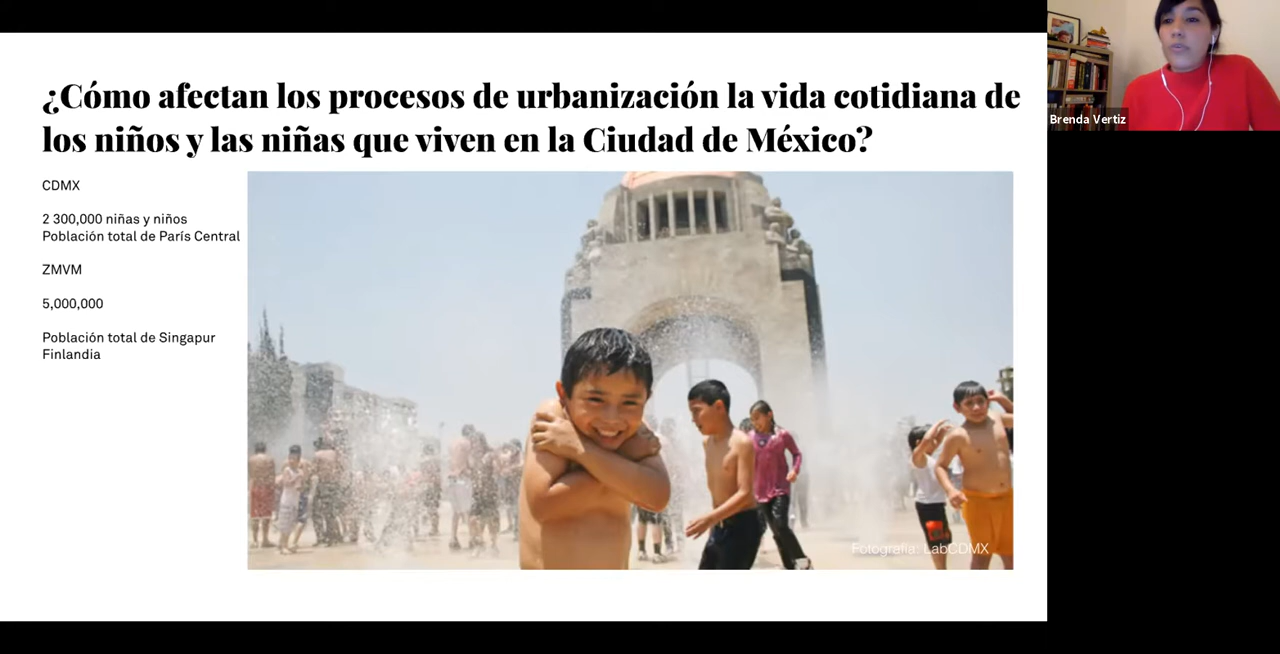 ¿Cómo afectan los procesos de urbanización la vida cotidiana de
los niños y las niñas que viven en la Ciudad de México?
CDMX
2 300,000 niñas y niños
Población total de París Central
ZMVM
5,000,000
Población total de Singapur
Finlandia
Fotografía: LabCDMX
Brenda Vertiz